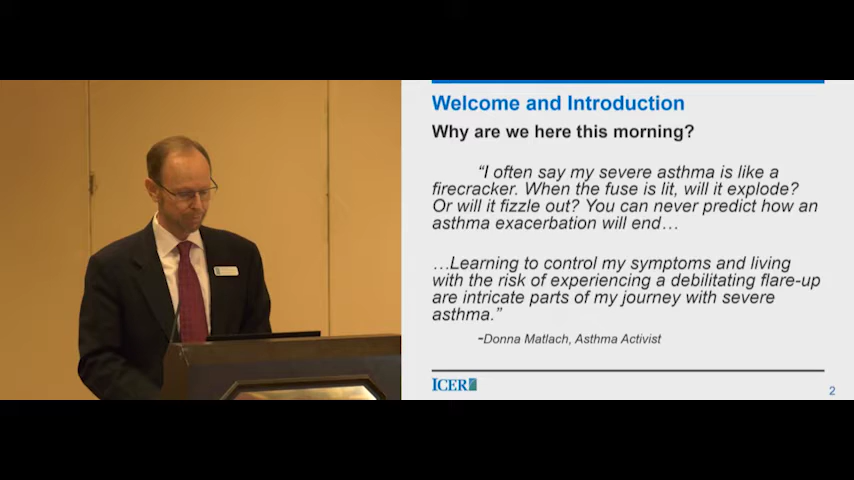 Welcome and Introduction
Why are we here this morning?
“I often say my severe asthma is like a
firecracker. When the fuse is lit, will it explode?
Or will it fizzle out? You can never predict how an
asthma exacerbation will end…
…Learning to control my symptoms and living
with the risk of experiencing a debilitating flare-up
are intricate parts of my journey with severe
asthma.”
-Donna Matlach, Asthma Activist
ICER
2